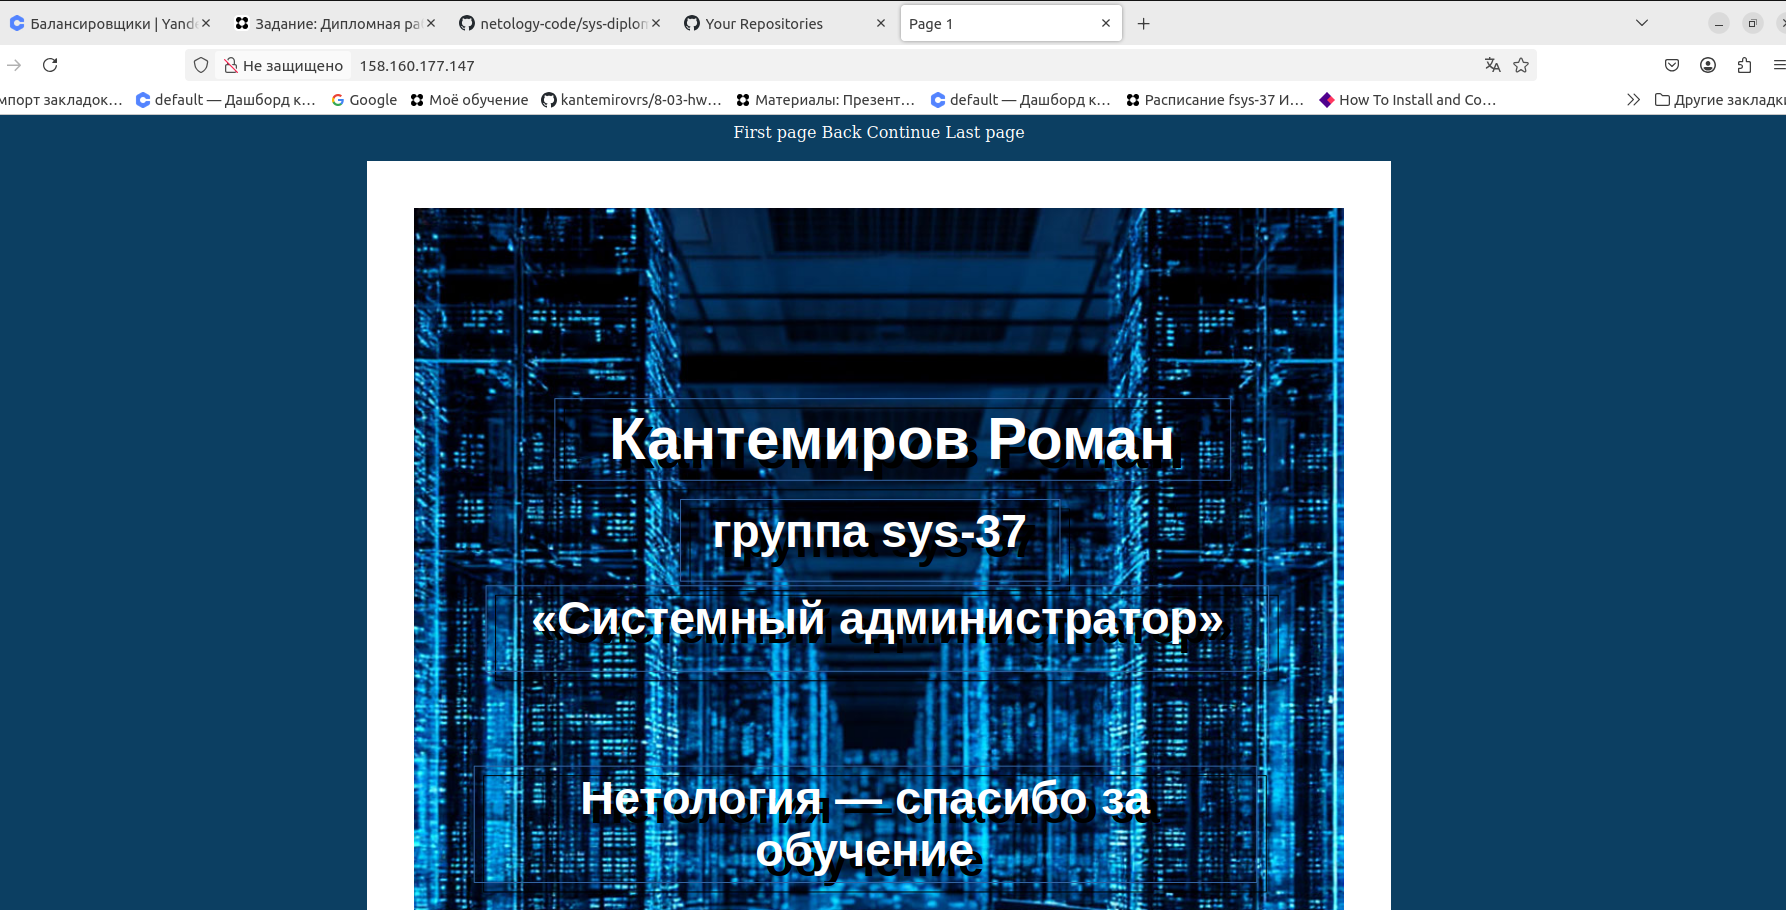 Балансировщики | Yand
Задание: Дипломная ра
netology-code/sys-diplon
Your Repositories
Page 1
Не защищено
158.160.177.147
мпорт закладок…
default — Дашборд к…
Google
Моё обучение
kantemirovrs/8-03-hw…
Материалы: Презент…
default — Дашборд к…
Расписание fsys-37 И…
How To Install and Co…
Другие закладки
First page Back Continue Last page
Кантемиров Роман
группа sys-37
«Системный администратор»
Нетология — спасибо за
обучение